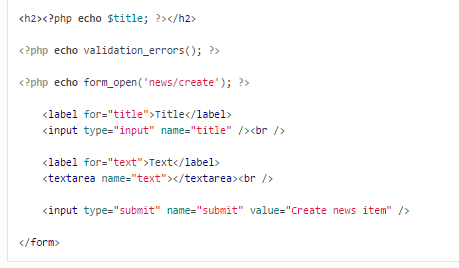 <h2><?php echo $title; ?></h2>
<?php echo validation_errors(); ?>
<?php echo form_open('news/create'); ?>
<label for="title">Title</label>
<input type="input" name="title" /><br />
<label for="text">Text</label>
<textarea name="text"></textarea><br />
<input type="submit" name="submit" value="Create news item" />
</form>